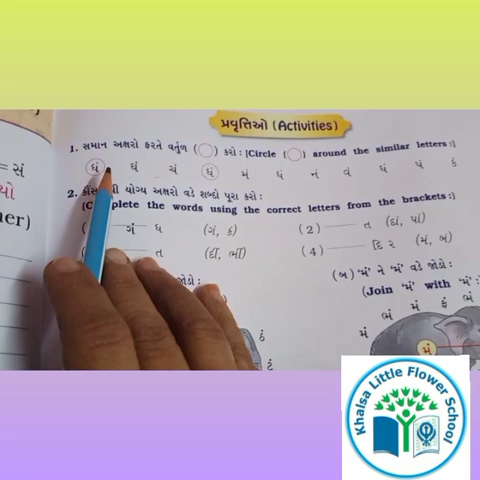 પ્રવૃત્તિઓ (Activities)
1. સમાન અક્ષરો ફરતે વર્તુળ ( ) કરો : [Circle ( ) around the similar letters :]
= સં
ધં ઘં ચં ધં મં ઘં નં વં ધં પં કં
2. યોગ્ય અક્ષરો વડે શબ્દો પૂરા કરો :
the words using the correct letters from the brackets:]
ner)
ગં ધ (ગં, કં) (2) ત (દાં, પાં)
ત (દીં, ભીં) (4) દિ ર (મં, બં)
જોડો : (બ) 'મં' ને 'મં' વડે જોડો :
(Join 'મં' with 'મં' :
મં ભં મં ફં
ઠં
મં
ટં
Khalsa Little Flower School